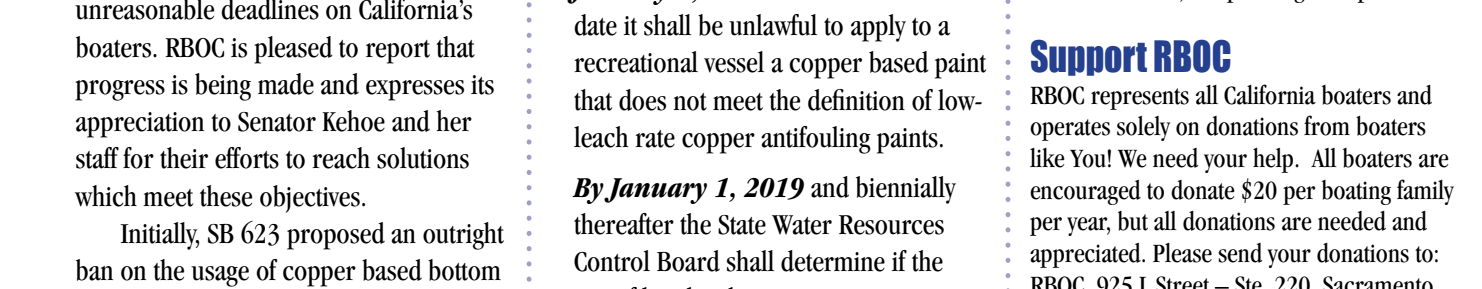 unreasonable deadlines on California's
boaters. RBOC is pleased to report that
progress is being made and expresses its
appreciation to Senator Kehoe and her
staff for their efforts to reach solutions
which meet these objectives.
Initially, SB 623 proposed an outright
ban on the usage of copper based bottom
date it shall be unlawful to apply to a
recreational vessel a copper based paint
that does not meet the definition of low-
leach rate copper antifouling paints.
By January 1, 2019 and biennially
thereafter the State Water Resources
Control Board shall determine if the
Support RBOC
RBOC represents all California boaters and
operates solely on donations from boaters
like You! We need your help. All boaters are
encouraged to donate $20 per boating family
per year, but all donations are needed and
appreciated. Please send your donations to:
RBOC, 925 L Street – Ste. 220, Sacramento